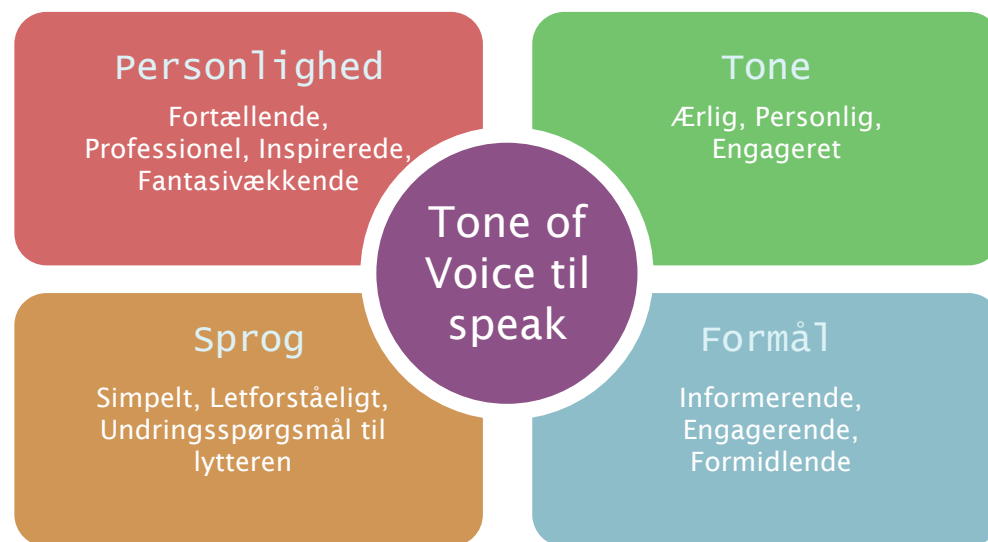 Personlighed
Fortællende,
Professionel, Inspirerede,
Fantasivækkende
Tone
Ærlig, Personlig,
Engageret
Tone of
Voice til
speak
Sprog
Simpelt, Letforståeligt,
Undringsspørgsmål til
lytteren
Formål
Informerende,
Engagerende,
Formidlende